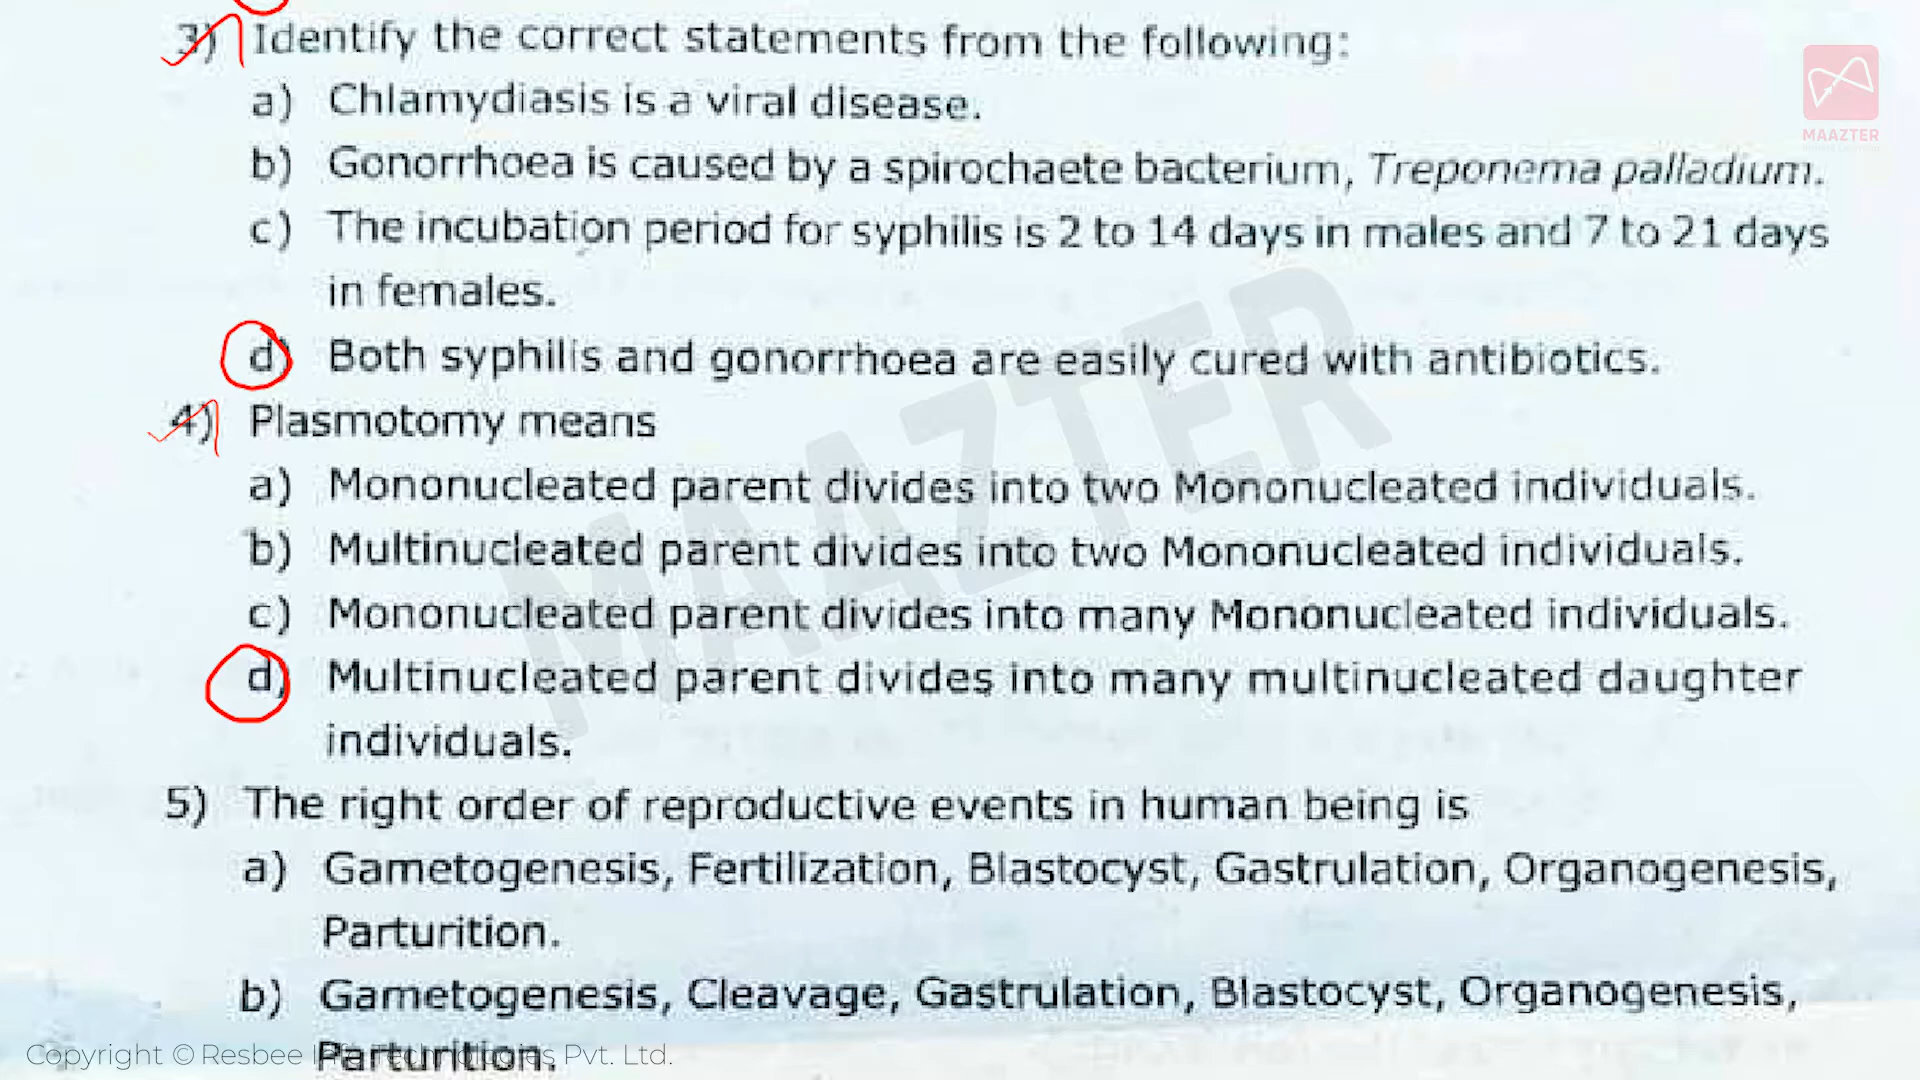 3) Identify the correct statements from the following:
a) Chlamydiasis is a viral disease.
b) Gonorrhoea is caused by a spirochaete bacterium, Treponema palladium.
c) The incubation period for syphilis is 2 to 14 days in males and 7 to 21 days
in females.
d) Both syphilis and gonorrhoea are easily cured with antibiotics.
4) Plasmotomy means
a) Mononucleated parent divides into two Mononucleated individuals.
b) Multinucleated parent divides into two Mononucleated individuals.
c) Mononucleated parent divides into many Mononucleated individuals.
d) Multinucleated parent divides into many multinucleated daughter
individuals.
5) The right order of reproductive events in human being is
a) Gametogenesis, Fertilization, Blastocyst, Gastrulation, Organogenesis,
Parturition.
b) Gametogenesis, Cleavage, Gastrulation, Blastocyst, Organogenesis,
Parturition.
MAAZTER
MAAZTER
Copyright © Resbee Pvt. Ltd.